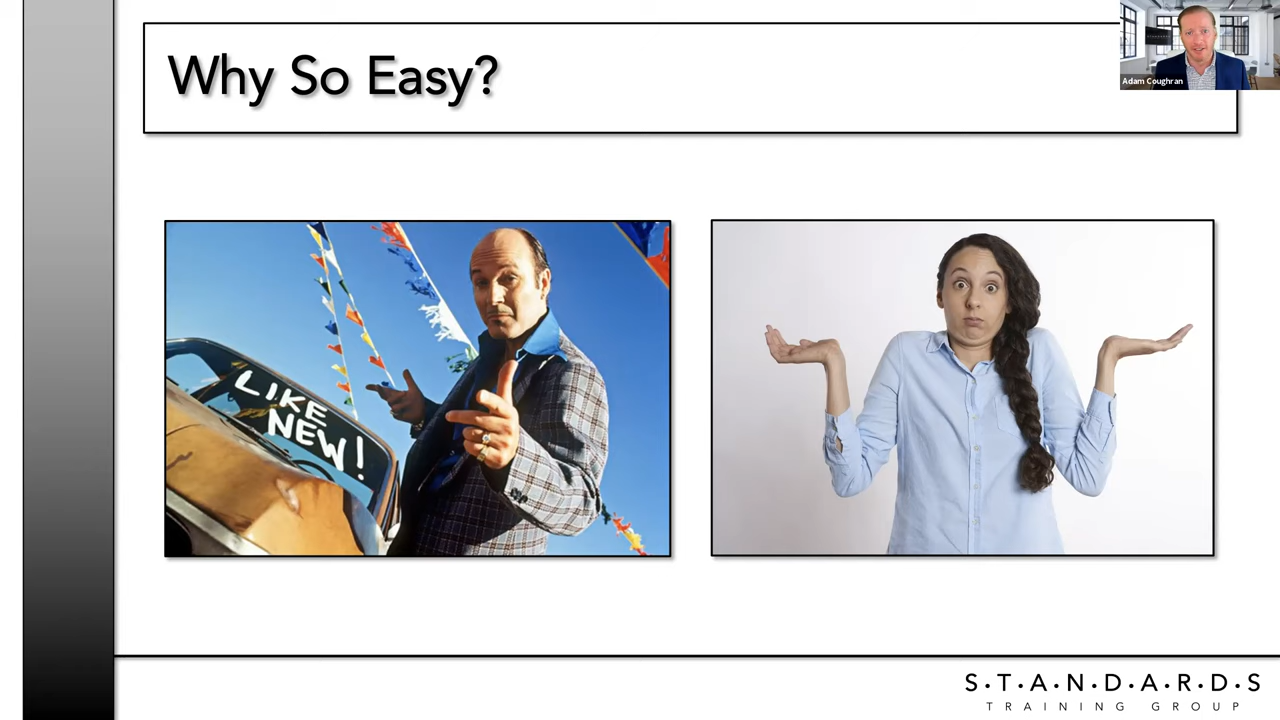 Why So Easy?
Adam Coughran
LIKE
NEW!
S·T·A·N·D·A·R·D·S
TRAINING GROUP